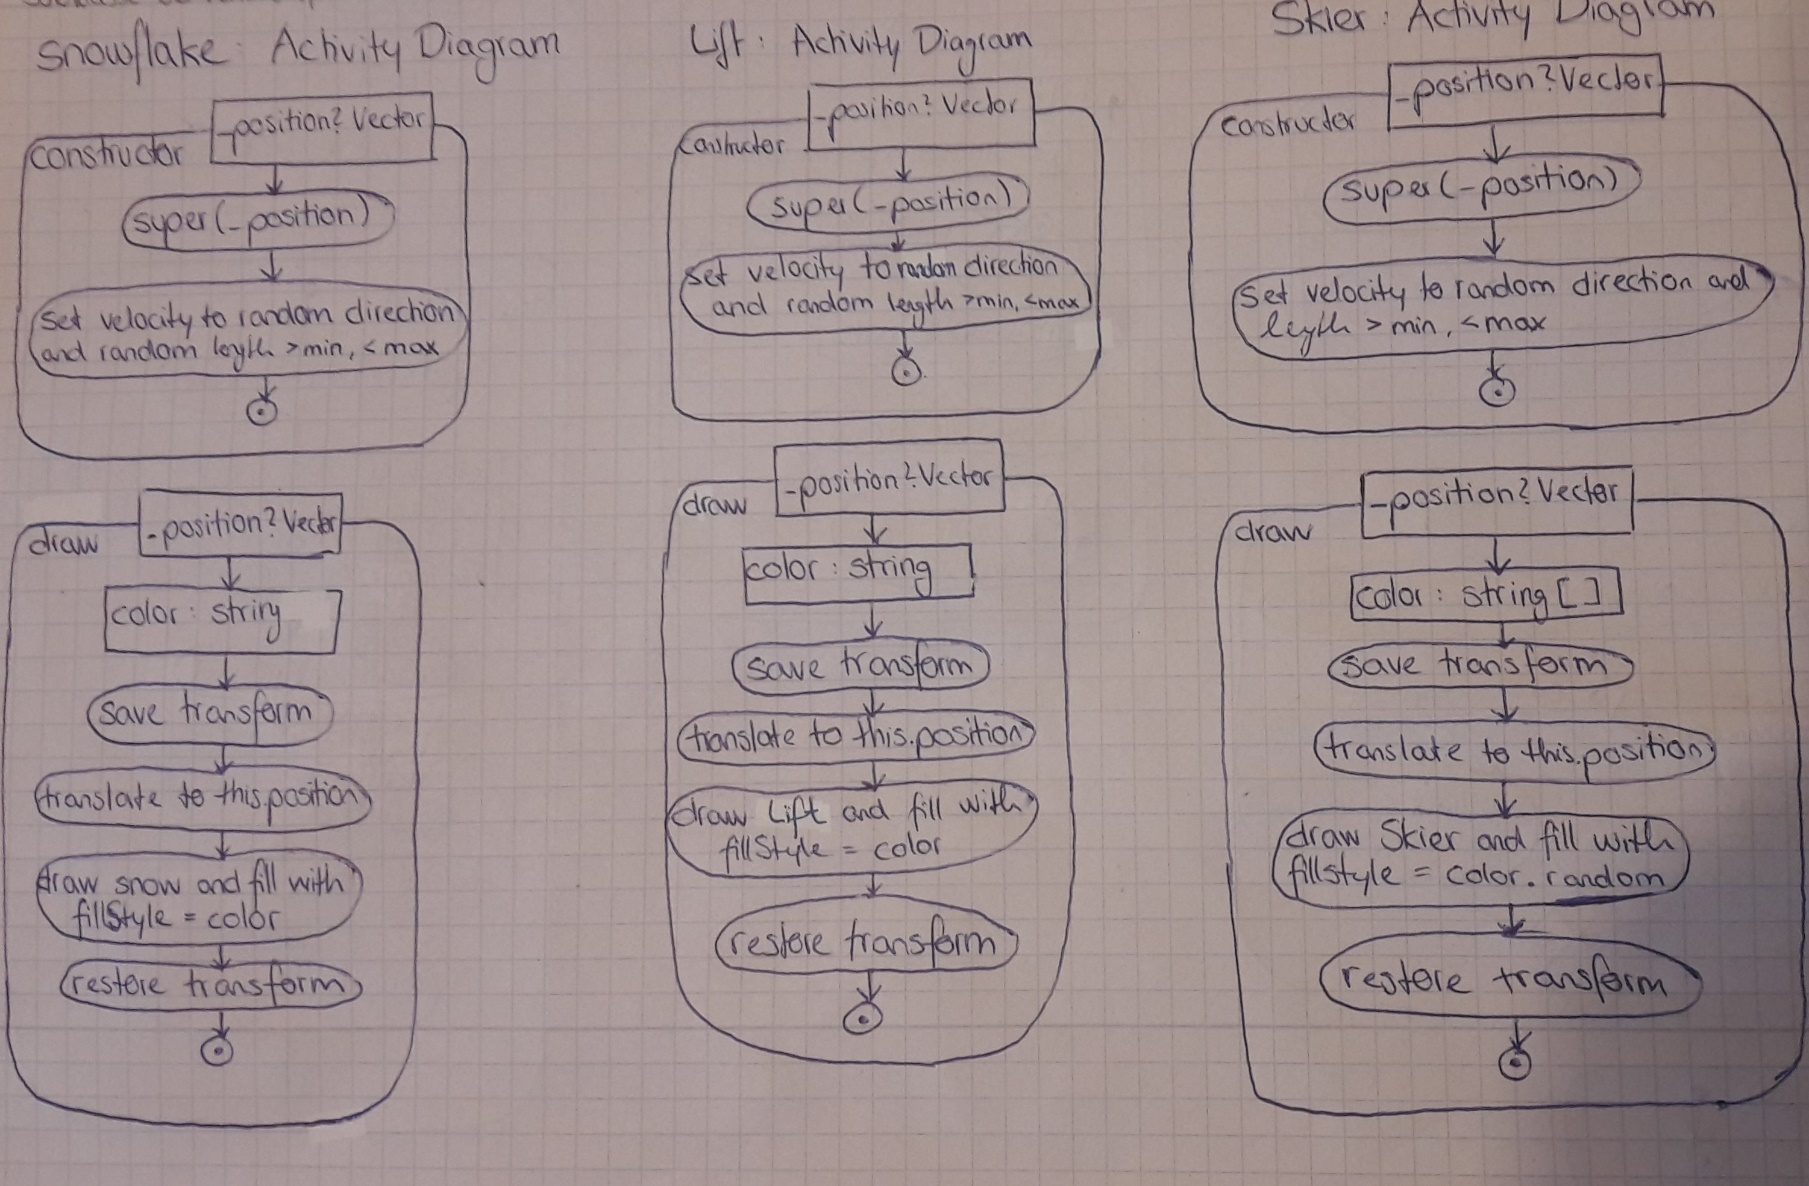 Snowflake: Activity Diagram
-position? Vector
constructor
super(-position)
set velocity to random direction
and random length >min, <max
-position? Vector
draw
color: string
save transform
translate to this.position
draw snow and fill with
fillStyle = color
restore transform
Lift: Activity Diagram
-position? Vector
constructor
super(-position)
set velocity to random direction
and random length >min, <max
-position? Vector
draw
color: string
save transform
translate to this.position
draw Lift and fill with
fillStyle = color
restore transform
Skier: Activity Diagram
-position? Vector
constructor
super(-position)
set velocity to random direction and
length > min, <max
-position? Vector
draw
color: string []
save transform
translate to this.position
draw Skier and fill with
fillstyle = color.random
restore transform